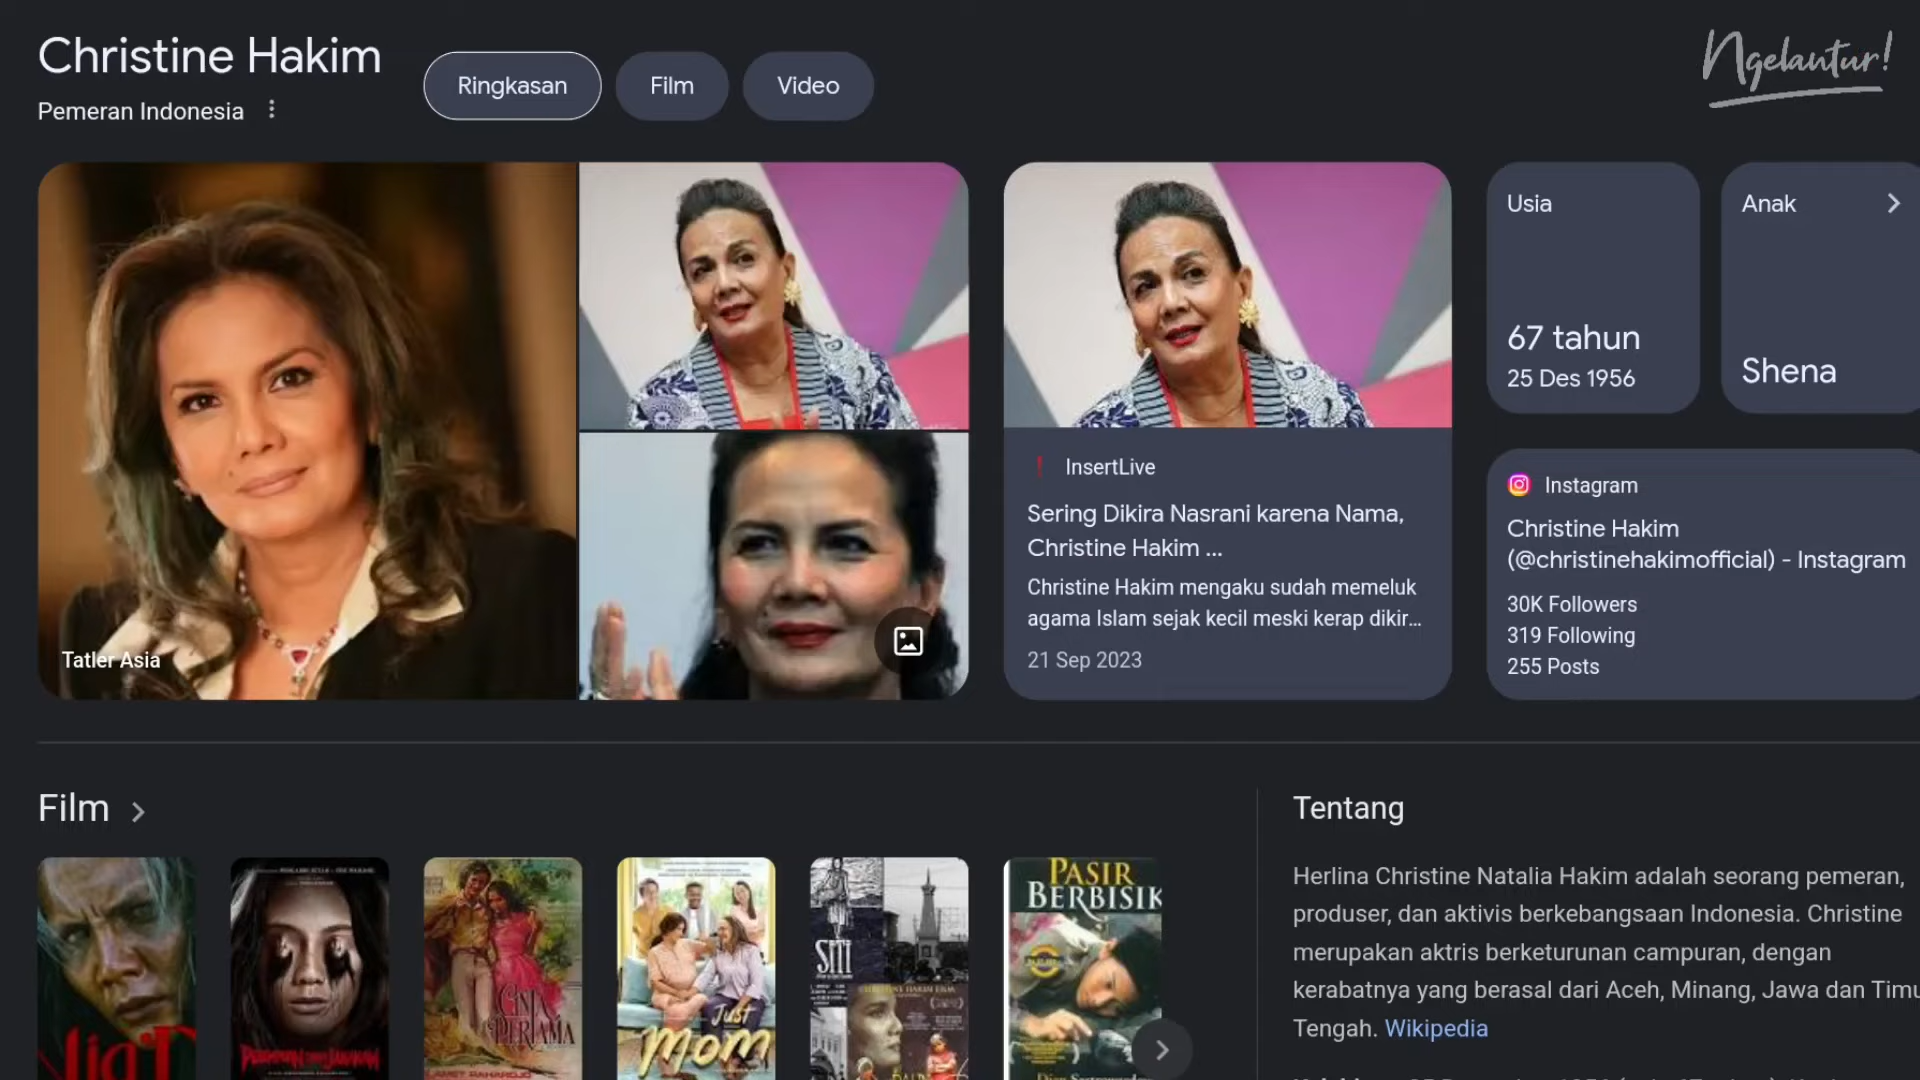 Christine Hakim
Pemeran Indonesia
Ringkasan
Film
Video
Ngelantur!
Tatler Asia
InsertLive
Sering Dikira Nasrani karena Nama,
Christine Hakim ...
Christine Hakim mengaku sudah memeluk
agama Islam sejak kecil meski kerap dikir...
21 Sep 2023
Usia
67 tahun
25 Des 1956
Anak
Shena
Instagram
Christine Hakim
(@christinehakimofficial) - Instagram
30K Followers
319 Following
255 Posts
Film
CINTA
PERTAMA
Just
Mom
SITI
PASIR
BERBISIK
Tentang
Herlina Christine Natalia Hakim adalah seorang pemeran,
produser, dan aktivis berkebangsaan Indonesia. Christine
merupakan aktris berketurunan campuran, dengan
kerabatnya yang berasal dari Aceh, Minang, Jawa dan Timu
Tengah. Wikipedia